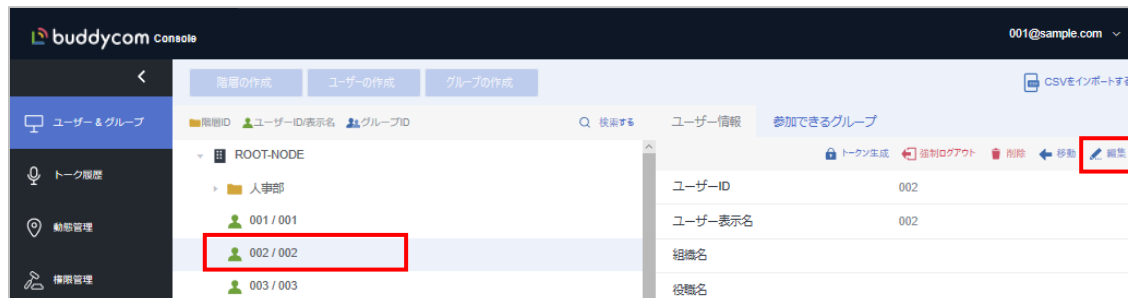 buddycom Console
001@sample.com
階層の作成 ユーザーの作成 グループの作成
CSVをインポートする
ユーザー & グループ
階層ID ユーザーID/表示名 グループID
検索する
ユーザー情報 参加できるグループ
ROOT-NODE
トークン生成 強制ログアウト 削除 移動 編集
トーク履歴
人事部
ユーザーID 002
001 / 001
ユーザー表示名 002
動態管理
002 / 002
組織名
権限管理
003 / 003
役職名